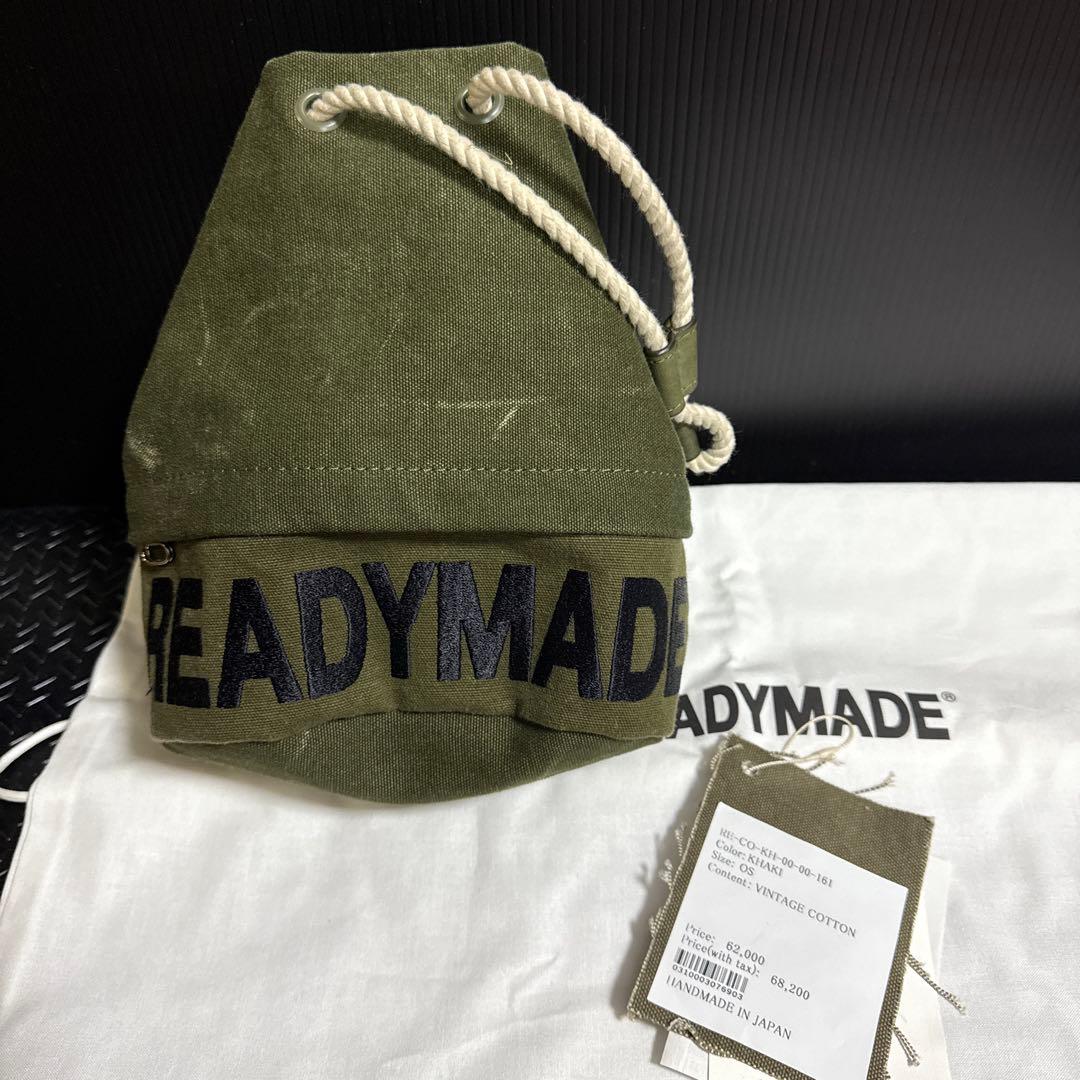 READYMADE
ADYMADE®
RE-CO-KH-00-00-161
Color: KHAKI
Size: OS
Content: VINTAGE COTTON
Price: 62,000
Price(with tax): 68,200
0310003076903
HANDMADE IN JAPAN